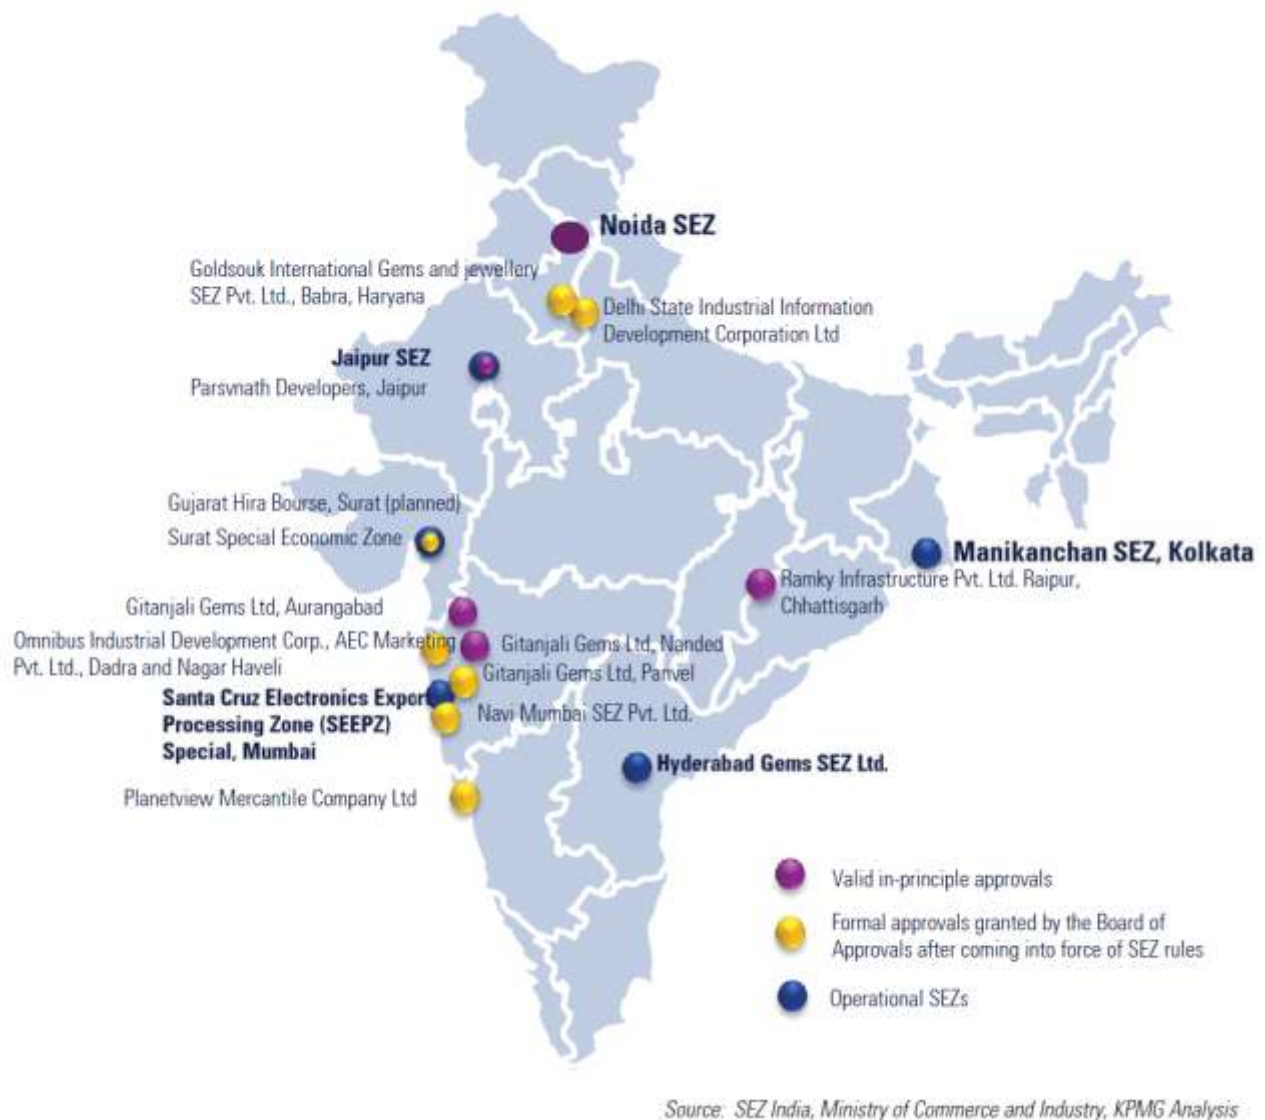 Noida SEZ
Goldsouk International Gems and jewellery
SEZ Pvt. Ltd., Babra, Haryana
Delhi State Industrial Information
Development Corporation Ltd
Jaipur SEZ
Parsvnath Developers, Jaipur
Gujarat Hira Bourse, Surat (planned)
Surat Special Economic Zone
Manikanchan SEZ, Kolkata
Ramky Infrastructure Pvt. Ltd. Raipur,
Chhattisgarh
Gitanjali Gems Ltd, Aurangabad
Omnibus Industrial Development Corp., AEC Marketing
Pvt. Ltd., Dadra and Nagar Haveli
Gitanjali Gems Ltd, Nanded
Gitanjali Gems Ltd, Panvel
Santa Cruz Electronics Expor
Processing Zone (SEEPZ)
Special, Mumbai
Navi Mumbai SEZ Pvt. Ltd.
Hyderabad Gems SEZ Ltd.
Planetview Mercantile Company Ltd
Valid in-principle approvals
Formal approvals granted by the Board of
Approvals after coming into force of SEZ rules
Operational SEZs
Source: SEZ India, Ministry of Commerce and Industry, KPMG Analysis